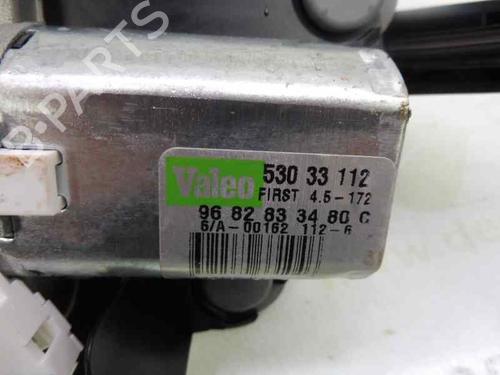 Valeo 530 33 112
FIRST 4.5-172
96 82 83 34 80 C
6/A-00162 112-6
B-PARTS